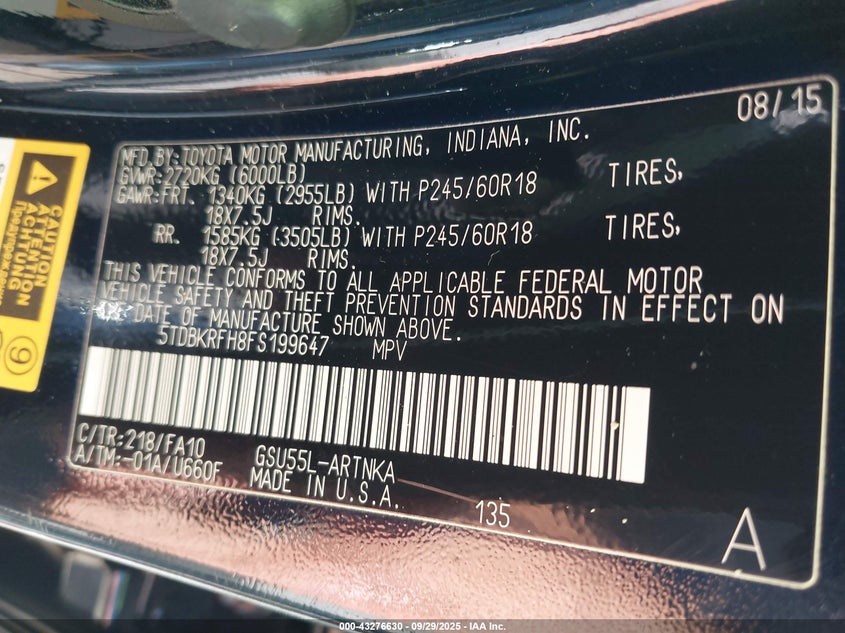 08/15
MFD.BY:TOYOTA MOTOR MANUFACTURING, INDIANA, INC.
GVWR:2720KG (6000LB)
GAWR:FRT. 1340KG (2955LB) WITH P245/60R18 TIRES,
18X7.5J RIMS.
RR. 1585KG (3505LB) WITH P245/60R18 TIRES,
18X7.5J RIMS.
THIS VEHICLE CONFORMS TO ALL APPLICABLE FEDERAL MOTOR
VEHICLE SAFETY AND THEFT PREVENTION STANDARDS IN EFFECT ON
THE DATE OF MANUFACTURE SHOWN ABOVE.
5TDBKRFH8FS199647 MPV
C/TR:218/FA10 GSU55L-ARTNKA
A/TM:-01A/U660F MADE IN U.S.A.
135
A
CAUTION
ATTENTION
ACHTUNG
9
000-43276630 - 09/29/2025 - IAA Inc.